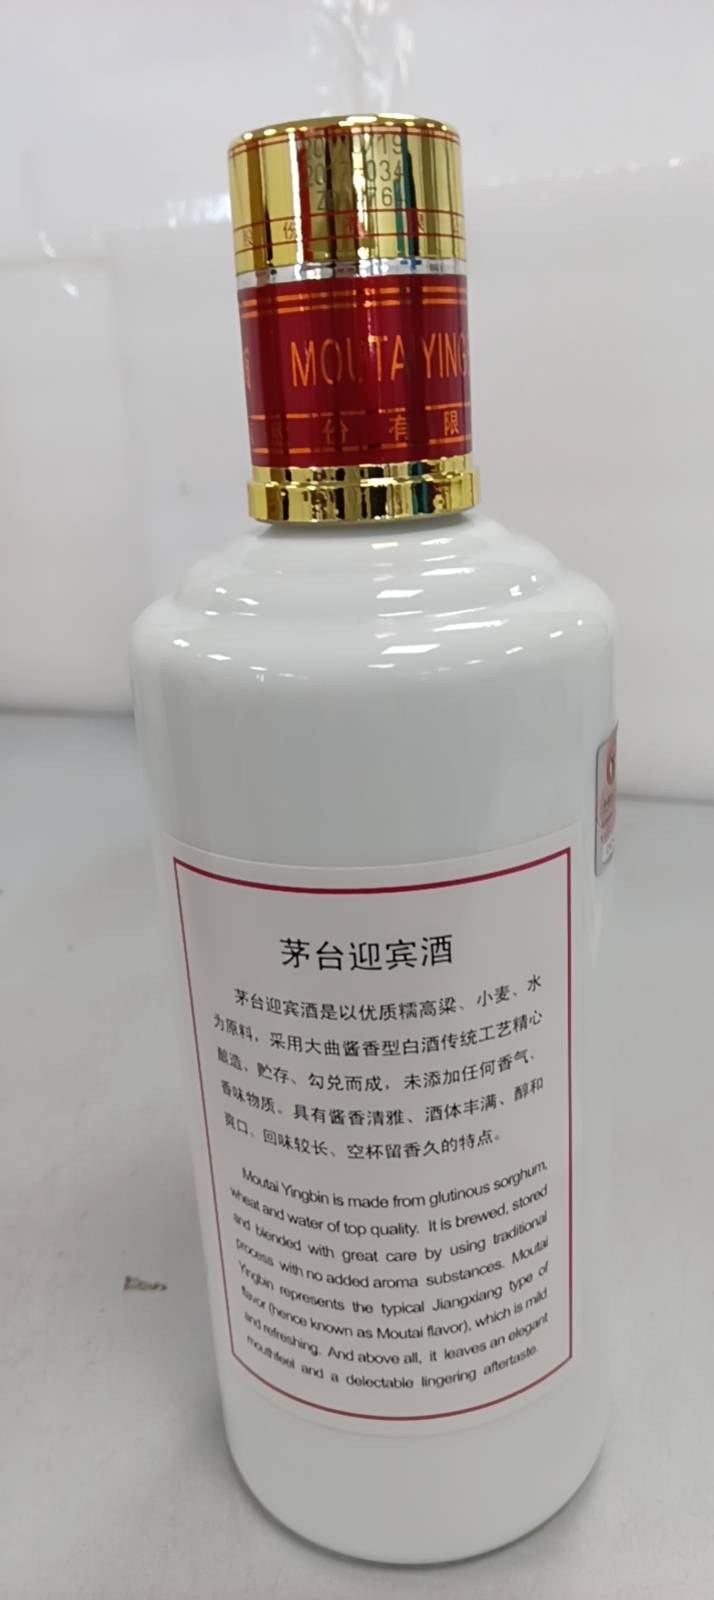 MOUTAI YING
份有限
茅台迎宾酒
茅台迎宾酒是以优质糯高粱、小麦、水
为原料，采用大曲酱香型白酒传统工艺精心
酿造、贮存、勾兑而成，未添加任何香气、
香味物质。具有酱香清雅、酒体丰满、醇和
爽口、回味较长、空杯留香久的特点。
Moutai Yingbin is made from glutinous sorghum,
wheat and water of top quality. It is brewed, stored
and blended with great care by using traditional
process with no added aroma substances. Moutai
Yingbin represents the typical Jiangxiang type of
flavor (hence known as Moutai flavor), which is mild
and refreshing. And above all, it leaves an elegant
mouthfeel and a delectable lingering aftertaste.